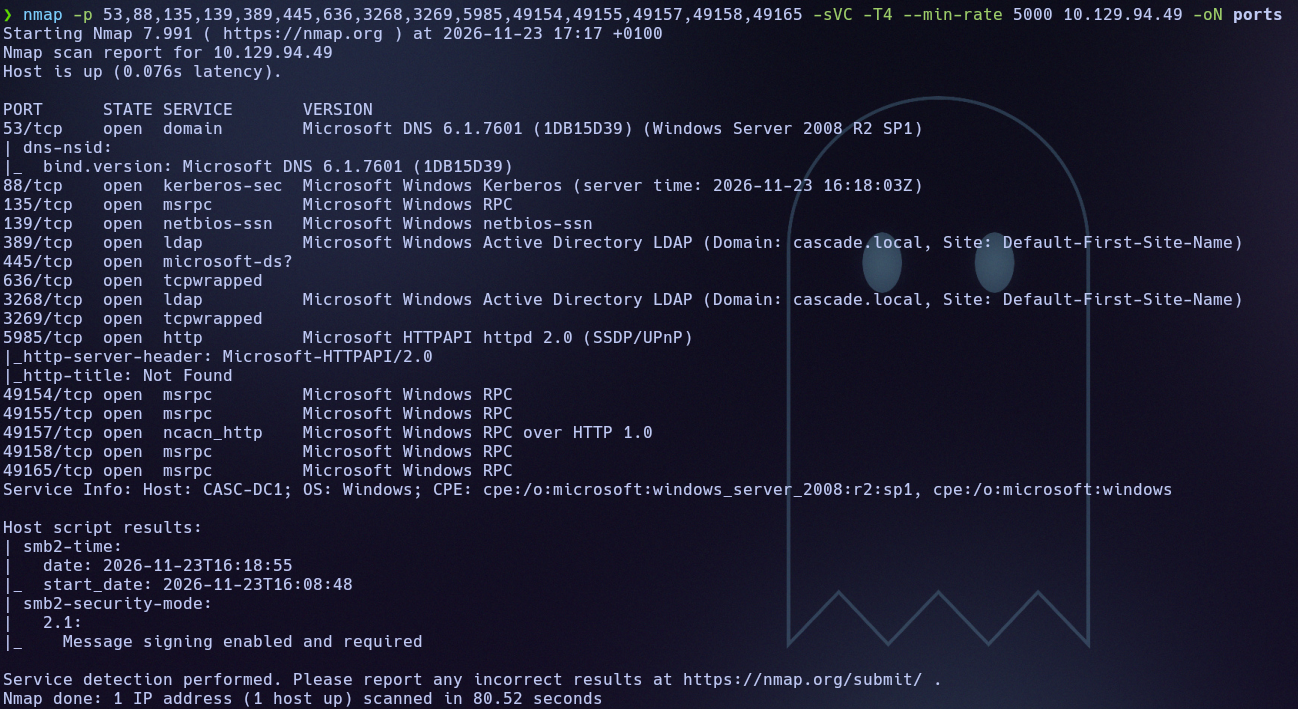 ❯ nmap -p 53,88,135,139,389,445,636,3268,3269,5985,49154,49155,49157,49158,49165 -sVC -T4 --min-rate 5000 10.129.94.49 -oN ports
Starting Nmap 7.991 ( https://nmap.org ) at 2026-11-23 17:17 +0100
Nmap scan report for 10.129.94.49
Host is up (0.076s latency).

PORT      STATE SERVICE       VERSION
53/tcp    open  domain        Microsoft DNS 6.1.7601 (1DB15D39) (Windows Server 2008 R2 SP1)
| dns-nsid:
|_  bind.version: Microsoft DNS 6.1.7601 (1DB15D39)
88/tcp    open  kerberos-sec  Microsoft Windows Kerberos (server time: 2026-11-23 16:18:03Z)
135/tcp   open  msrpc         Microsoft Windows RPC
139/tcp   open  netbios-ssn   Microsoft Windows netbios-ssn
389/tcp   open  ldap          Microsoft Windows Active Directory LDAP (Domain: cascade.local, Site: Default-First-Site-Name)
445/tcp   open  microsoft-ds?
636/tcp   open  tcpwrapped
3268/tcp  open  ldap          Microsoft Windows Active Directory LDAP (Domain: cascade.local, Site: Default-First-Site-Name)
3269/tcp  open  tcpwrapped
5985/tcp  open  http          Microsoft HTTPAPI httpd 2.0 (SSDP/UPnP)
|_http-server-header: Microsoft-HTTPAPI/2.0
|_http-title: Not Found
49154/tcp open  msrpc         Microsoft Windows RPC
49155/tcp open  msrpc         Microsoft Windows RPC
49157/tcp open  ncacn_http    Microsoft Windows RPC over HTTP 1.0
49158/tcp open  msrpc         Microsoft Windows RPC
49165/tcp open  msrpc         Microsoft Windows RPC
Service Info: Host: CASC-DC1; OS: Windows; CPE: cpe:/o:microsoft:windows_server_2008:r2:sp1, cpe:/o:microsoft:windows

Host script results:
| smb2-time:
|   date: 2026-11-23T16:18:55
|_  start_date: 2026-11-23T16:08:48
| smb2-security-mode:
|   2.1:
|_    Message signing enabled and required

Service detection performed. Please report any incorrect results at https://nmap.org/submit/ .
Nmap done: 1 IP address (1 host up) scanned in 80.52 seconds